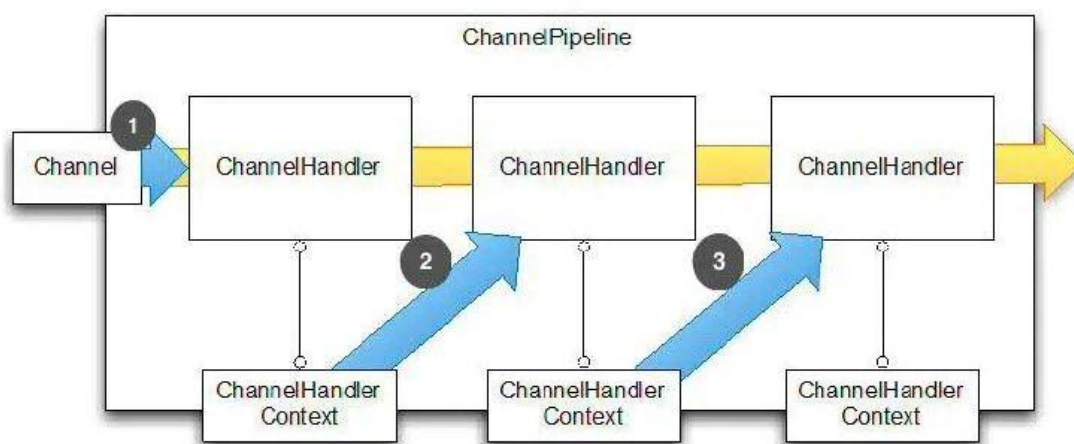 ChannelPipeline
1
Channel
ChannelHandler
ChannelHandler
ChannelHandler
2
3
ChannelHandler
Context
ChannelHandler
Context
ChannelHandler
Context